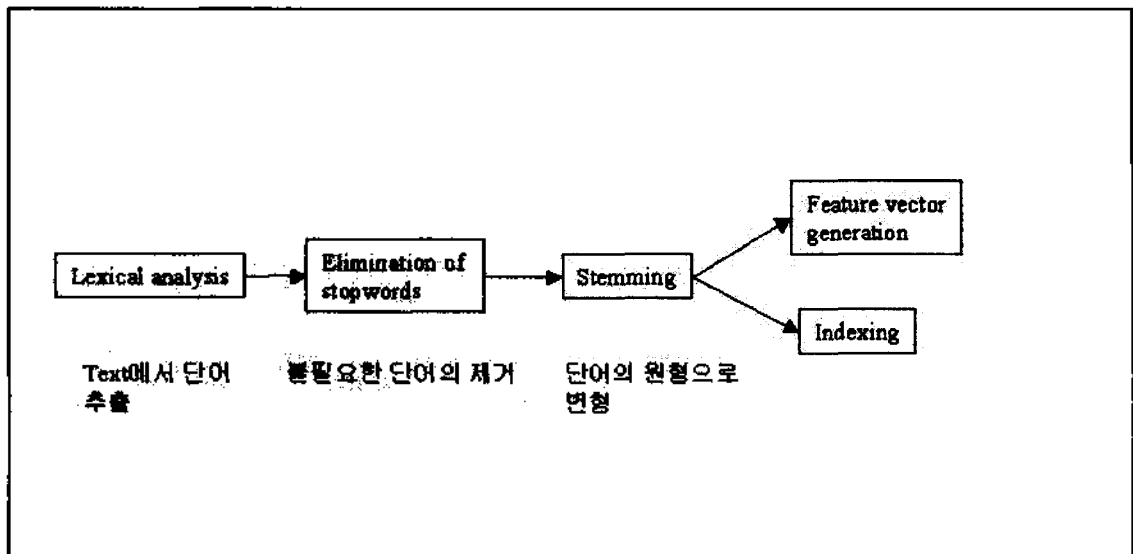 Lexical analysis
Elimination of
stopwords
Stemming
Feature vector
generation
Indexing
Text에서 단어
추출
불필요한 단어의 제거
단어의 원형으로
변형